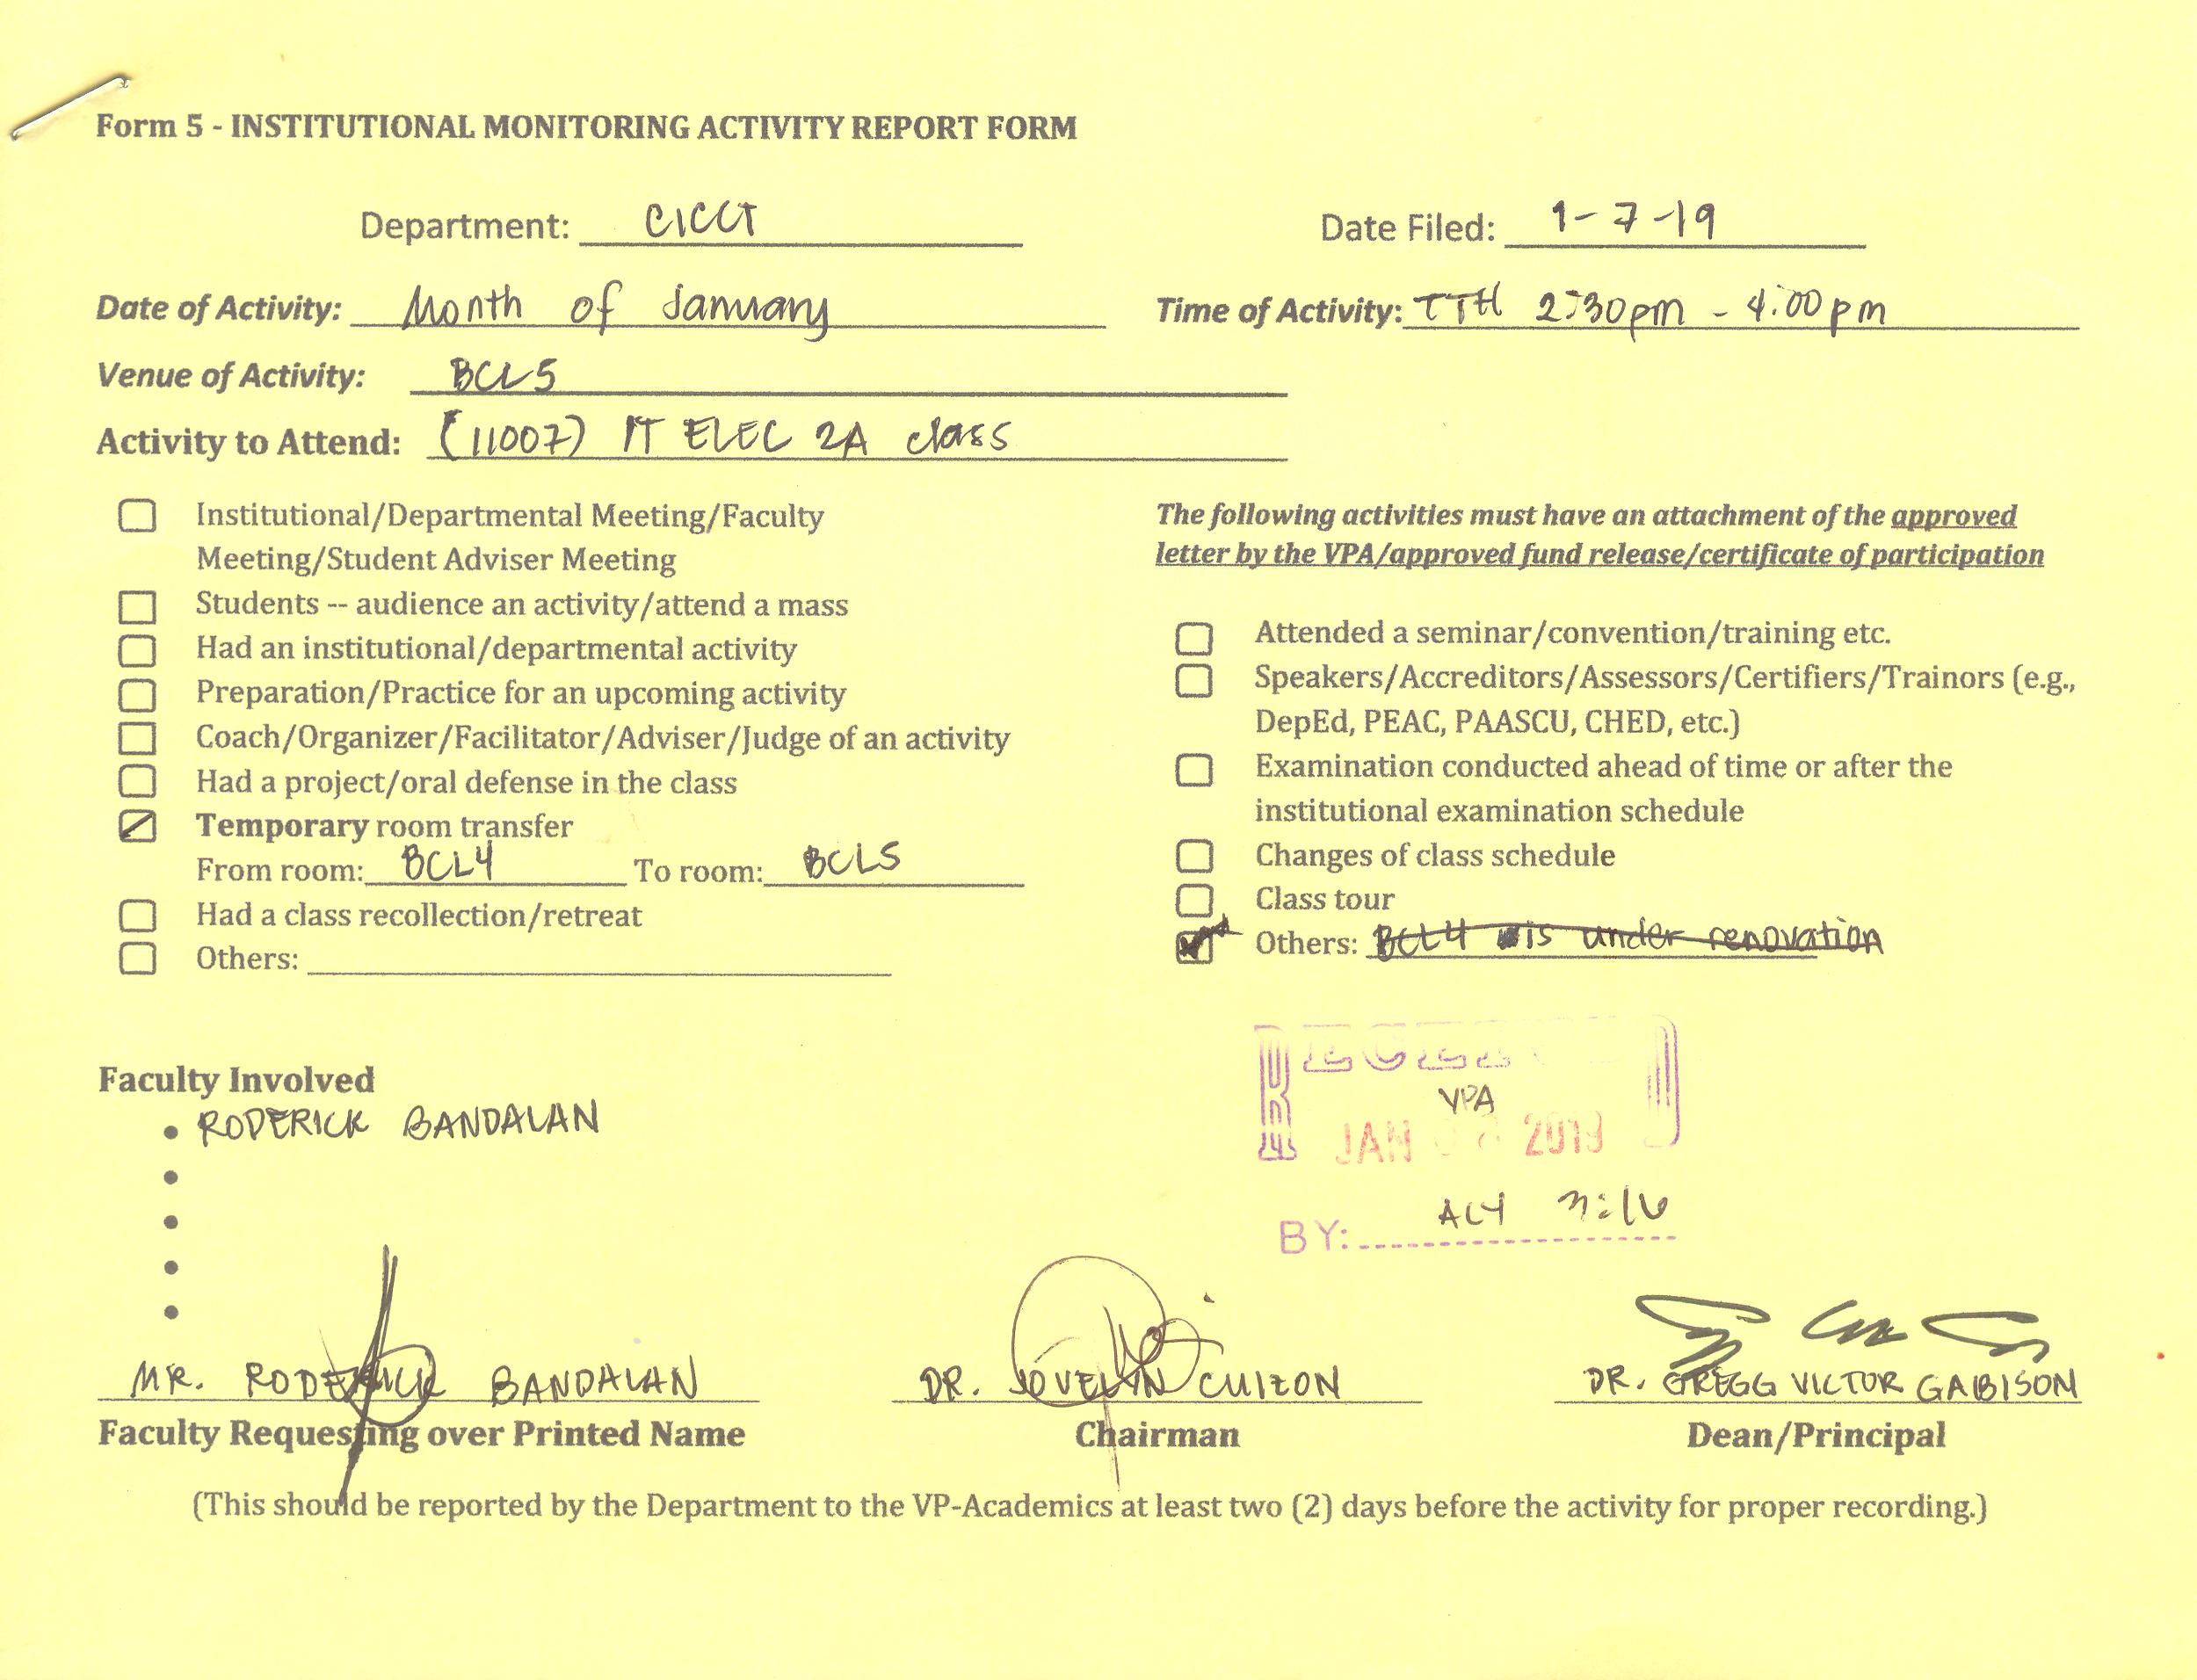 Form 5 - INSTITUTIONAL MONITORING ACTIVITY REPORT FORM
Department: CICCT Date Filed: 1-7-19
Date of Activity: Month of January Time of Activity: TTH 2:30pm - 4:00pm
Venue of Activity: BCL5
Activity to Attend: (11007) IT ELEC 2A class
Institutional/Departmental Meeting/Faculty
Meeting/Student Adviser Meeting
Students -- audience an activity/attend a mass
Had an institutional/departmental activity
Preparation/Practice for an upcoming activity
Coach/Organizer/Facilitator/Adviser/Judge of an activity
Had a project/oral defense in the class
Temporary room transfer
From room: BCL4 To room: BCL5
Had a class recollection/retreat
Others:
The following activities must have an attachment of the approved
letter by the VPA/approved fund release/certificate of participation
Attended a seminar/convention/training etc.
Speakers/Accreditors/Assessors/Certifiers/Trainors (e.g.,
DepEd, PEAC, PAASCU, CHED, etc.)
Examination conducted ahead of time or after the
institutional examination schedule
Changes of class schedule
Class tour
Others: BCL4 is under renovation
Faculty Involved
• RODERICK BANDALAN
VPA
JAN 2019
BY: 3:16
MR. RODERICK BANDALAN DR. JOVELYN CUIZON DR. GREGG VICTOR GABISON
Faculty Requesting over Printed Name Chairman Dean/Principal
(This should be reported by the Department to the VP-Academics at least two (2) days before the activity for proper recording.)